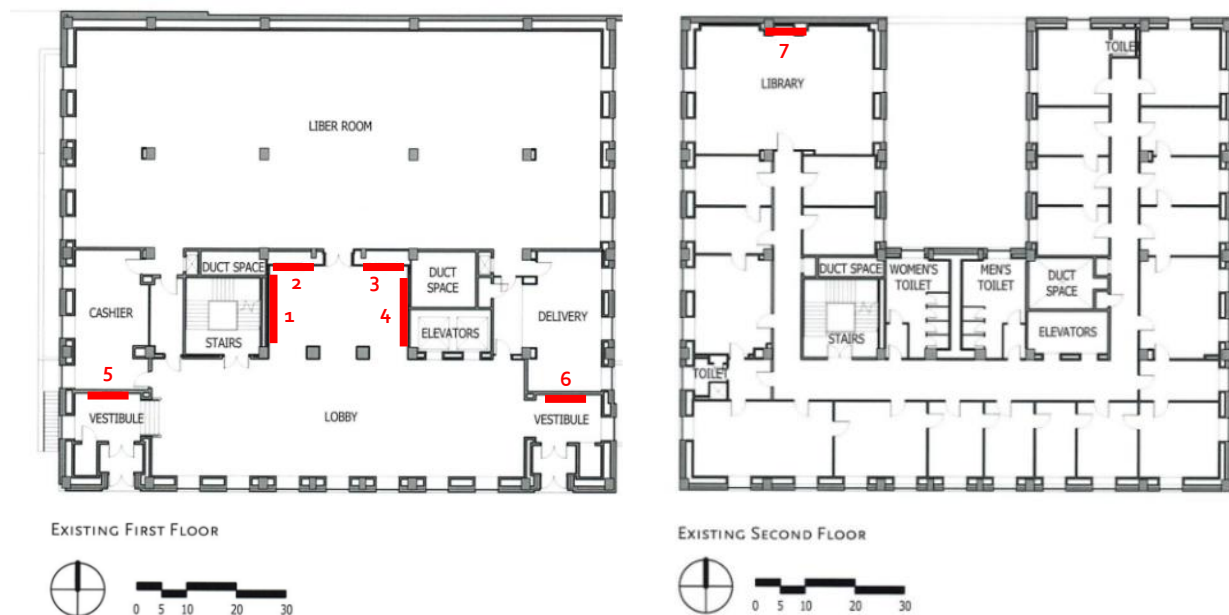 LIBER ROOM
DUCT SPACE
2
3
DUCT
SPACE
1
4
CASHIER
STAIRS
ELEVATORS
DELIVERY
5
6
VESTIBULE
LOBBY
VESTIBULE
EXISTING FIRST FLOOR
0 5 10 20 30
TOILET
7
LIBRARY
DUCT SPACE
WOMEN'S
TOILET
MEN'S
TOILET
DUCT
SPACE
STAIRS
ELEVATORS
TOILET
EXISTING SECOND FLOOR
0 5 10 20 30